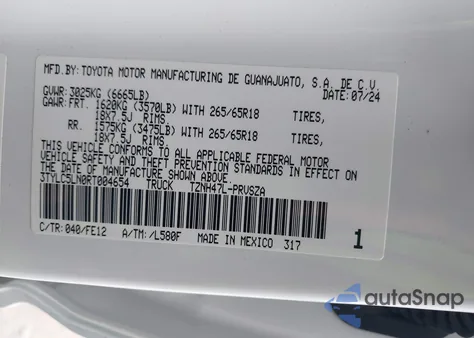 MFD.BY: TOYOTA MOTOR MANUFACTURING DE GUANAJUATO, S.A. DE C.V.
GVWR: 3025KG (6665LB) DATE: 07/24
GAWR: FRT. 1620KG (3570LB) WITH 265/65R18 TIRES,
18X7.5J RIMS.
RR. 1575KG (3475LB) WITH 265/65R18 TIRES,
18X7.5J RIMS.
THIS VEHICLE CONFORMS TO ALL APPLICABLE FEDERAL MOTOR
VEHICLE SAFETY AND THEFT PREVENTION STANDARDS IN EFFECT ON
THE DATE OF MANUFACTURE SHOWN ABOVE.
3TYLC5LN0RT004654 TRUCK TZNH47L-PRVSZA
C/TR: 040/FE12 A/TM: /L580F MADE IN MEXICO 317 1
autoSnap